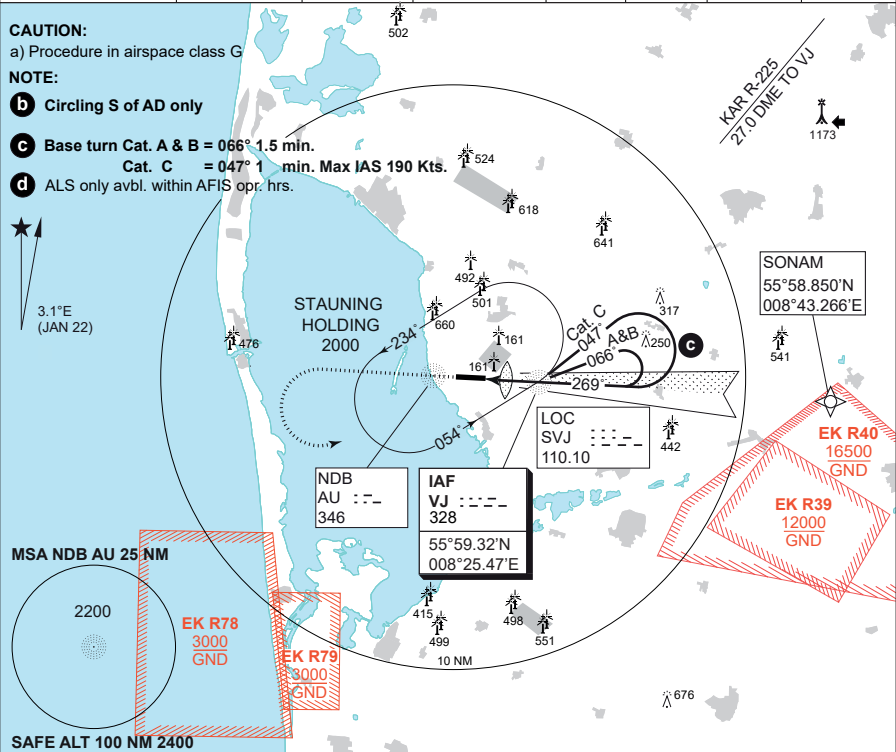 CAUTION:
a) Procedure in airspace class G
NOTE:
b Circling S of AD only
c Base turn Cat. A & B = 066° 1.5 min.
Cat. C = 047° 1 min. Max IAS 190 Kts.
d ALS only avbl. within AFIS opr. hrs.
3.1°E
(JAN 22)
502
KAR R-225
27.0 DME TO VJ
1173
524
618
641
492
501
660
476
STAUNING
HOLDING
2000
234°
054°
161
161
317
250
Cat. C
047°
066° A&B
269°
c
SONAM
55°58.850'N
008°43.266'E
541
442
LOC
SVJ
110.10
NDB
AU
346
IAF
VJ
328
55°59.32'N
008°25.47'E
EK R40
16500
GND
EK R39
12000
GND
MSA NDB AU 25 NM
2200
SAFE ALT 100 NM 2400
EK R78
3000
GND
EK R79
3000
GND
415
499
498
551
10 NM
676